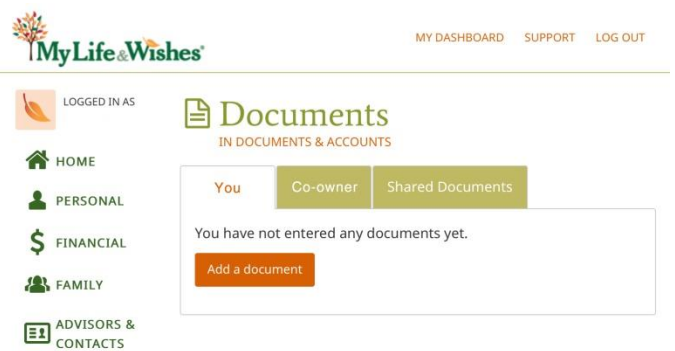 MyLife&Wishes®
MY DASHBOARD SUPPORT LOG OUT
LOGGED IN AS
Documents
IN DOCUMENTS & ACCOUNTS
HOME
PERSONAL
FINANCIAL
FAMILY
ADVISORS &
CONTACTS
You Co-owner Shared Documents
You have not entered any documents yet.
Add a document